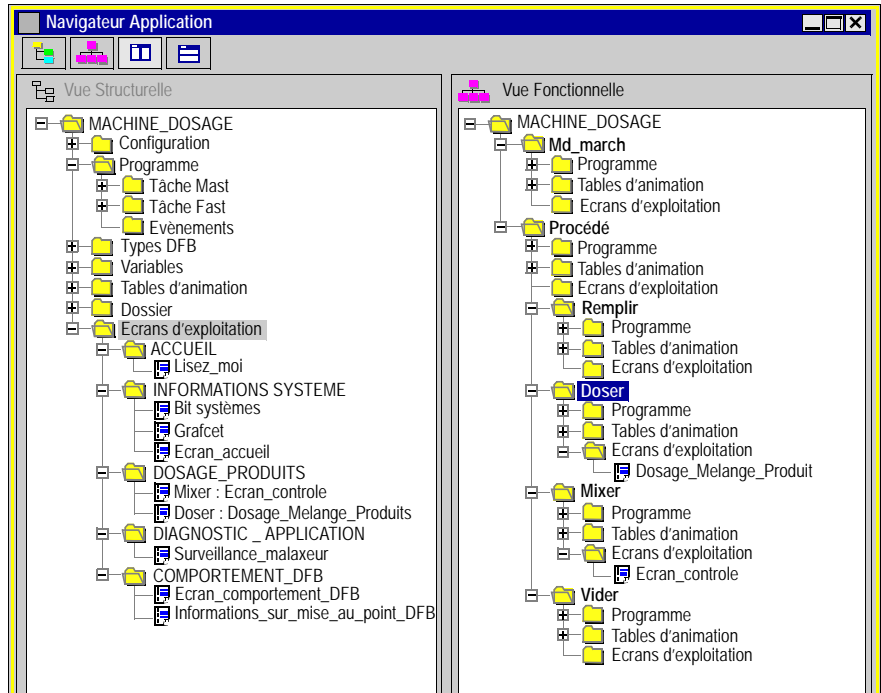 Navigateur Application
Vue Structurelle
MACHINE_DOSAGE
Configuration
Programme
Tâche Mast
Tâche Fast
Evènements
Types DFB
Variables
Tables d'animation
Dossier
Ecrans d'exploitation
ACCUEIL
Lisez_moi
INFORMATIONS SYSTEME
Bit systèmes
Grafcet
Ecran_accueil
DOSAGE_PRODUITS
Mixer : Ecran_controle
Doser : Dosage_Melange_Produits
DIAGNOSTIC _ APPLICATION
Surveillance_malaxeur
COMPORTEMENT_DFB
Ecran_comportement_DFB
Informations_sur_mise_au_point_DFB
Vue Fonctionnelle
MACHINE_DOSAGE
Md_march
Programme
Tables d'animation
Ecrans d'exploitation
Procédé
Programme
Tables d'animation
Ecrans d'exploitation
Remplir
Programme
Tables d'animation
Ecrans d'exploitation
Doser
Programme
Tables d'animation
Ecrans d'exploitation
Dosage_Melange_Produit
Mixer
Programme
Tables d'animation
Ecrans d'exploitation
Ecran_controle
Vider
Programme
Tables d'animation
Ecrans d'exploitation